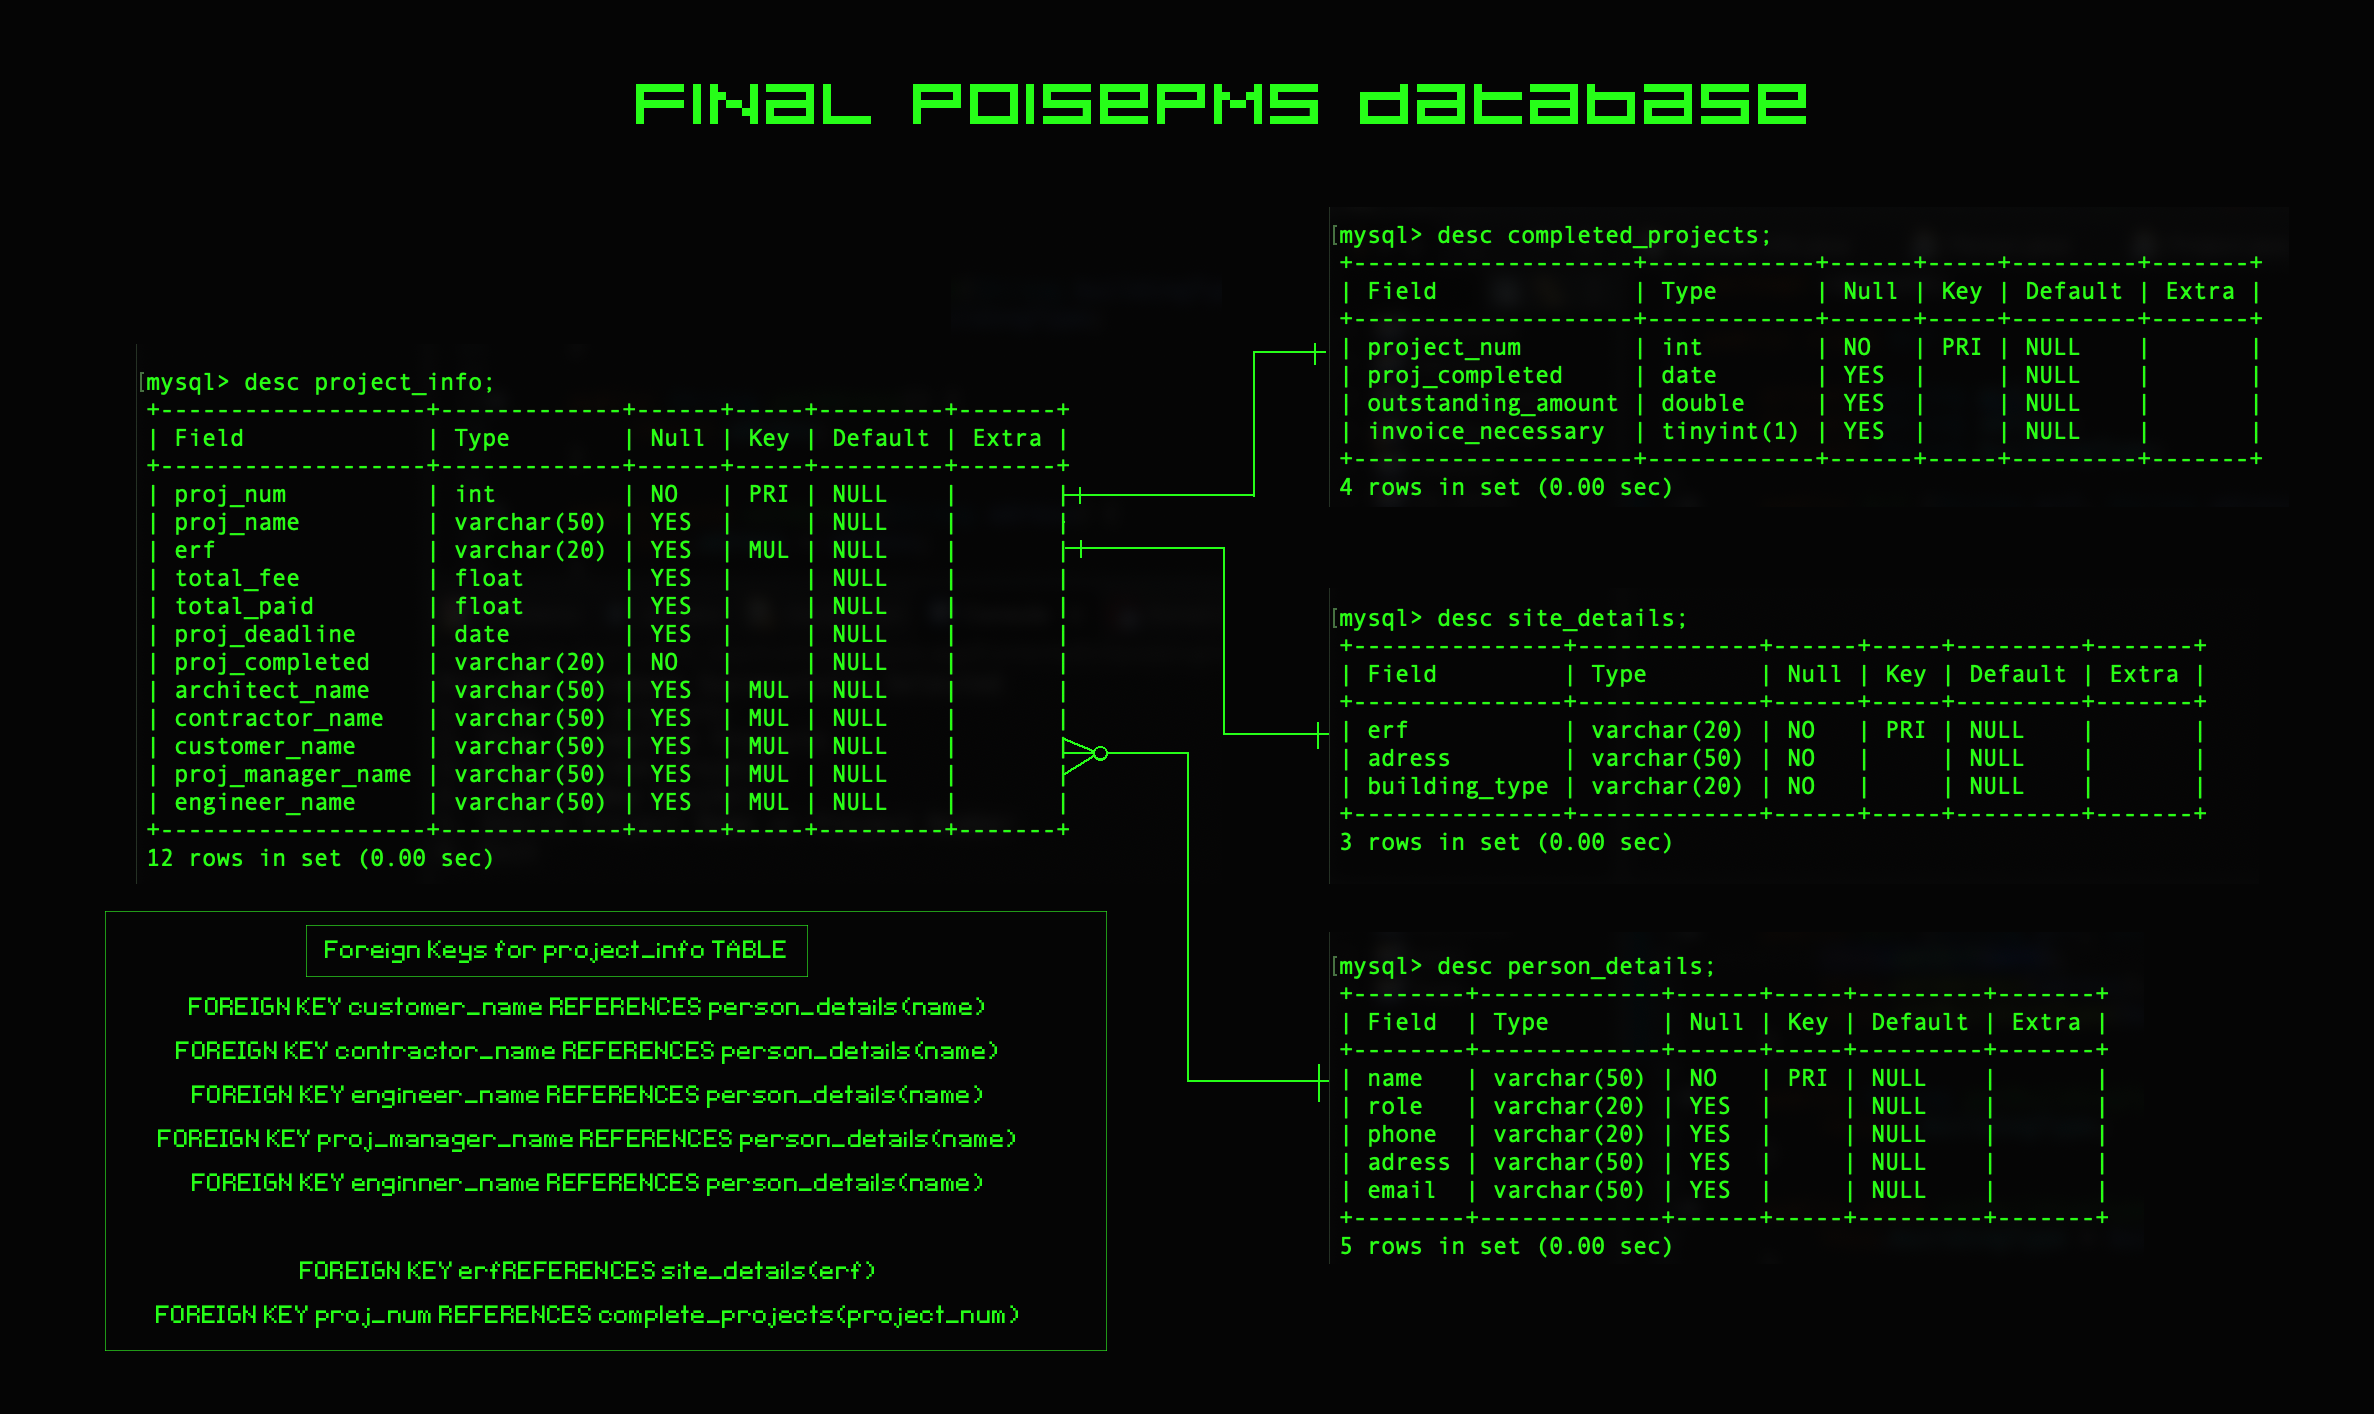 FINAL POISEPMS database
[mysql> desc project_info;
+-------------------+-------------+------+-----+---------+-------+
| Field             | Type        | Null | Key | Default | Extra |
+-------------------+-------------+------+-----+---------+-------+
| proj_num          | int         | NO   | PRI | NULL    |       |
| proj_name         | varchar(50) | YES  |     | NULL    |       |
| erf               | varchar(20) | YES  | MUL | NULL    |       |
| total_fee         | float       | YES  |     | NULL    |       |
| total_paid        | float       | YES  |     | NULL    |       |
| proj_deadline     | date        | YES  |     | NULL    |       |
| proj_completed    | varchar(20) | NO   |     | NULL    |       |
| architect_name    | varchar(50) | YES  | MUL | NULL    |       |
| contractor_name   | varchar(50) | YES  | MUL | NULL    |       |
| customer_name     | varchar(50) | YES  | MUL | NULL    |       |
| proj_manager_name | varchar(50) | YES  | MUL | NULL    |       |
| engineer_name     | varchar(50) | YES  | MUL | NULL    |       |
+-------------------+-------------+------+-----+---------+-------+
12 rows in set (0.00 sec)
Foreign Keys for project_info TABLE
FOREIGN KEY customer_name REFERENCES person_details(name)
FOREIGN KEY contractor_name REFERENCES person_details(name)
FOREIGN KEY engineer_name REFERENCES person_details(name)
FOREIGN KEY proj_manager_name REFERENCES person_details(name)
FOREIGN KEY enginner_name REFERENCES person_details(name)
FOREIGN KEY erfREFERENCES site_details(erf)
FOREIGN KEY proj_num REFERENCES complete_projects(project_num)
[mysql> desc completed_projects;
+--------------------+------------+------+-----+---------+-------+
| Field              | Type       | Null | Key | Default | Extra |
+--------------------+------------+------+-----+---------+-------+
| project_num        | int        | NO   | PRI | NULL    |       |
| proj_completed     | date       | YES  |     | NULL    |       |
| outstanding_amount | double     | YES  |     | NULL    |       |
| invoice_necessary  | tinyint(1) | YES  |     | NULL    |       |
+--------------------+------------+------+-----+---------+-------+
4 rows in set (0.00 sec)
[mysql> desc site_details;
+---------------+-------------+------+-----+---------+-------+
| Field         | Type        | Null | Key | Default | Extra |
+---------------+-------------+------+-----+---------+-------+
| erf           | varchar(20) | NO   | PRI | NULL    |       |
| adress        | varchar(50) | NO   |     | NULL    |       |
| building_type | varchar(20) | NO   |     | NULL    |       |
+---------------+-------------+------+-----+---------+-------+
3 rows in set (0.00 sec)
[mysql> desc person_details;
+--------+-------------+------+-----+---------+-------+
| Field  | Type        | Null | Key | Default | Extra |
+--------+-------------+------+-----+---------+-------+
| name   | varchar(50) | NO   | PRI | NULL    |       |
| role   | varchar(20) | YES  |     | NULL    |       |
| phone  | varchar(20) | YES  |     | NULL    |       |
| adress | varchar(50) | YES  |     | NULL    |       |
| email  | varchar(50) | YES  |     | NULL    |       |
+--------+-------------+------+-----+---------+-------+
5 rows in set (0.00 sec)